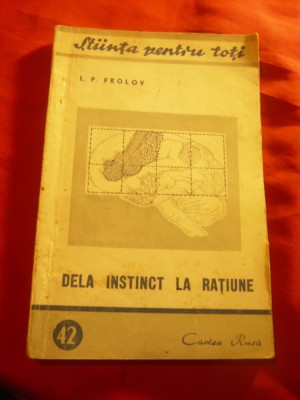 Știința pentru toți
I. P. FROLOV
DELA INSTINCT LA RAȚIUNE
42
Cartea Rusă